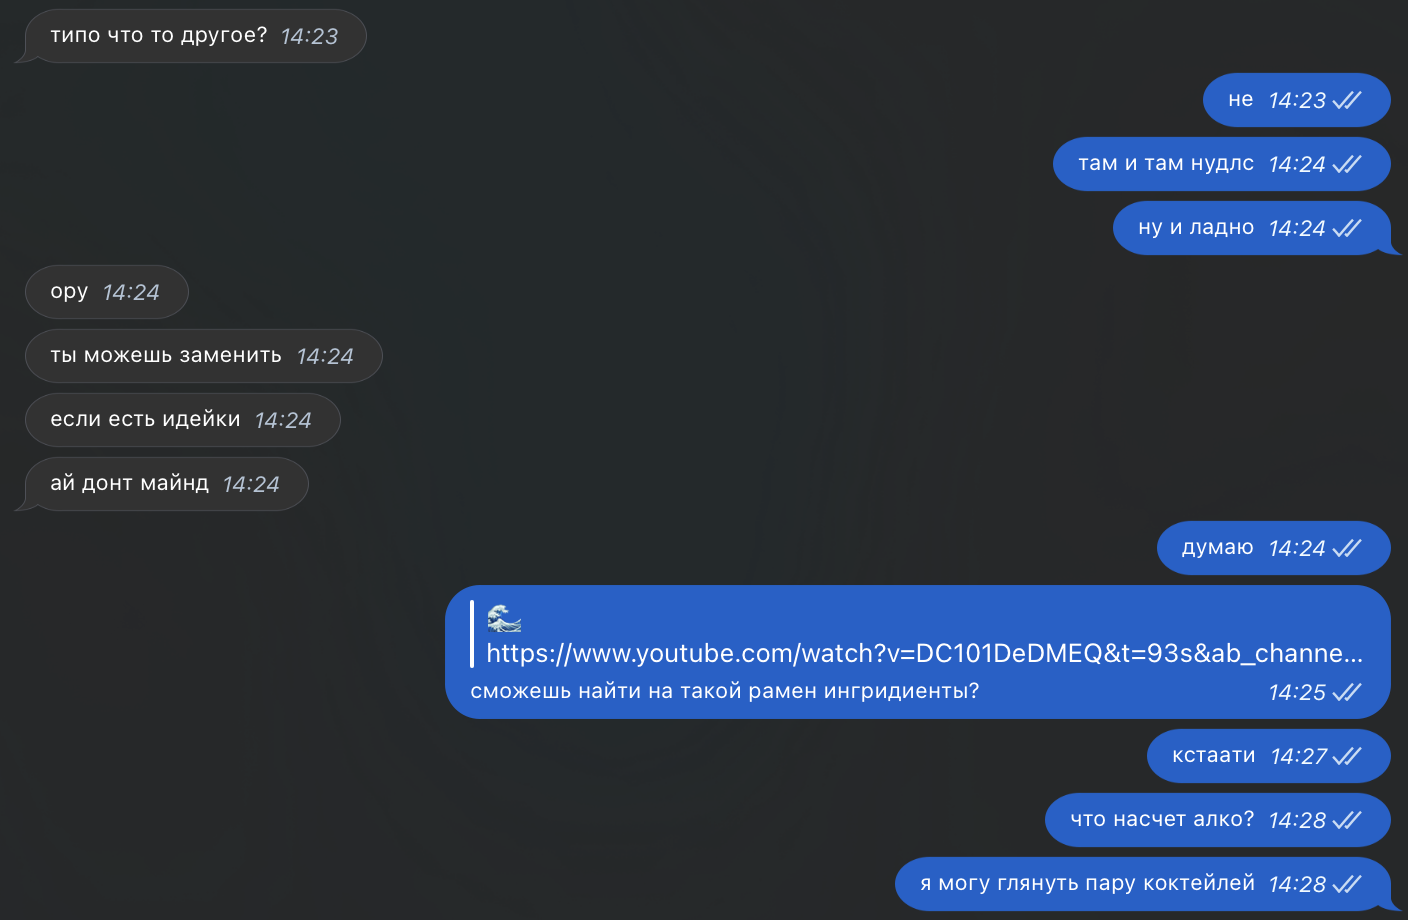 типо что то другое? 14:23
не 14:23
там и там нудлс 14:24
ну и ладно 14:24
ору 14:24
ты можешь заменить 14:24
если есть идейки 14:24
ай донт майнд 14:24
думаю 14:24
🌊
https://www.youtube.com/watch?v=DC101DeDMEQ&t=93s&ab_channe...
сможешь найти на такой рамен ингридиенты? 14:25
кстаати 14:27
что насчет алко? 14:28
я могу глянуть пару коктейлей 14:28